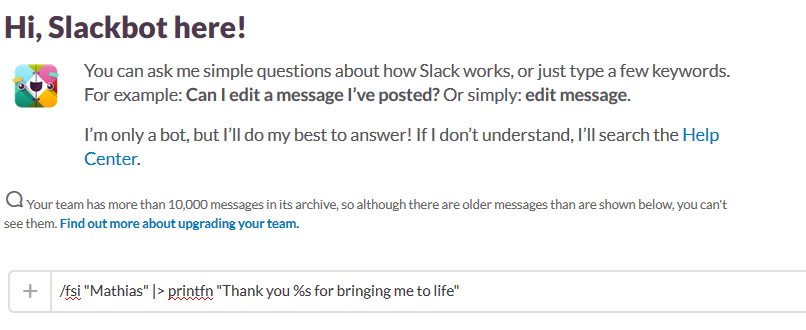 Hi, Slackbot here!
You can ask me simple questions about how Slack works, or just type a few keywords.
For example: Can I edit a message I’ve posted? Or simply: edit message.
I’m only a bot, but I’ll do my best to answer! If I don’t understand, I’ll search the Help
Center.
Your team has more than 10,000 messages in its archive, so although there are older messages than are shown below, you can't
see them. Find out more about upgrading your team.
/fsi "Mathias" |> printfn "Thank you %s for bringing me to life"